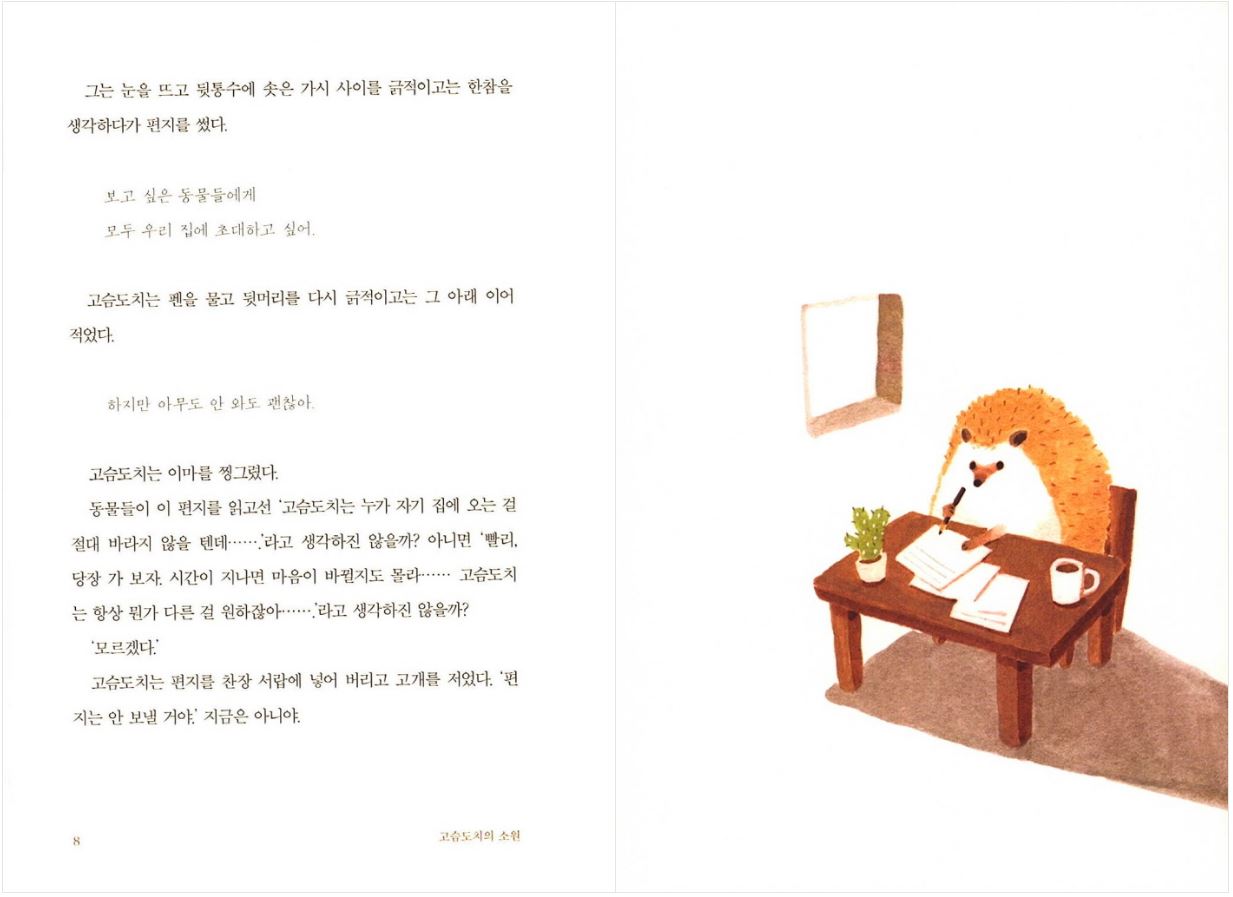 그는 눈을 뜨고 뒷통수에 솟은 가시 사이를 긁적이고는 한참을
생각하다가 편지를 썼다.
보고 싶은 동물들에게
모두 우리 집에 초대하고 싶어.
고슴도치는 펜을 물고 뒷머리를 다시 긁적이고는 그 아래 이어
적었다.
하지만 아무도 안 와도 괜찮아.
고슴도치는 이마를 찡그렸다.
동물들이 이 편지를 읽고선 ‘고슴도치는 누가 자기 집에 오는 걸
절대 바라지 않을 텐데…….’라고 생각하진 않을까? 아니면 ‘빨리,
당장 가 보자. 시간이 지나면 마음이 바뀔지도 몰라…… 고슴도치
는 항상 뭔가 다른 걸 원하잖아…….’라고 생각하진 않을까?
‘모르겠다.’
고슴도치는 편지를 찬장 서랍에 넣어 버리고 고개를 저었다. ‘편
지는 안 보낼 거야.’ 지금은 아니야.
8
고슴도치의 소원